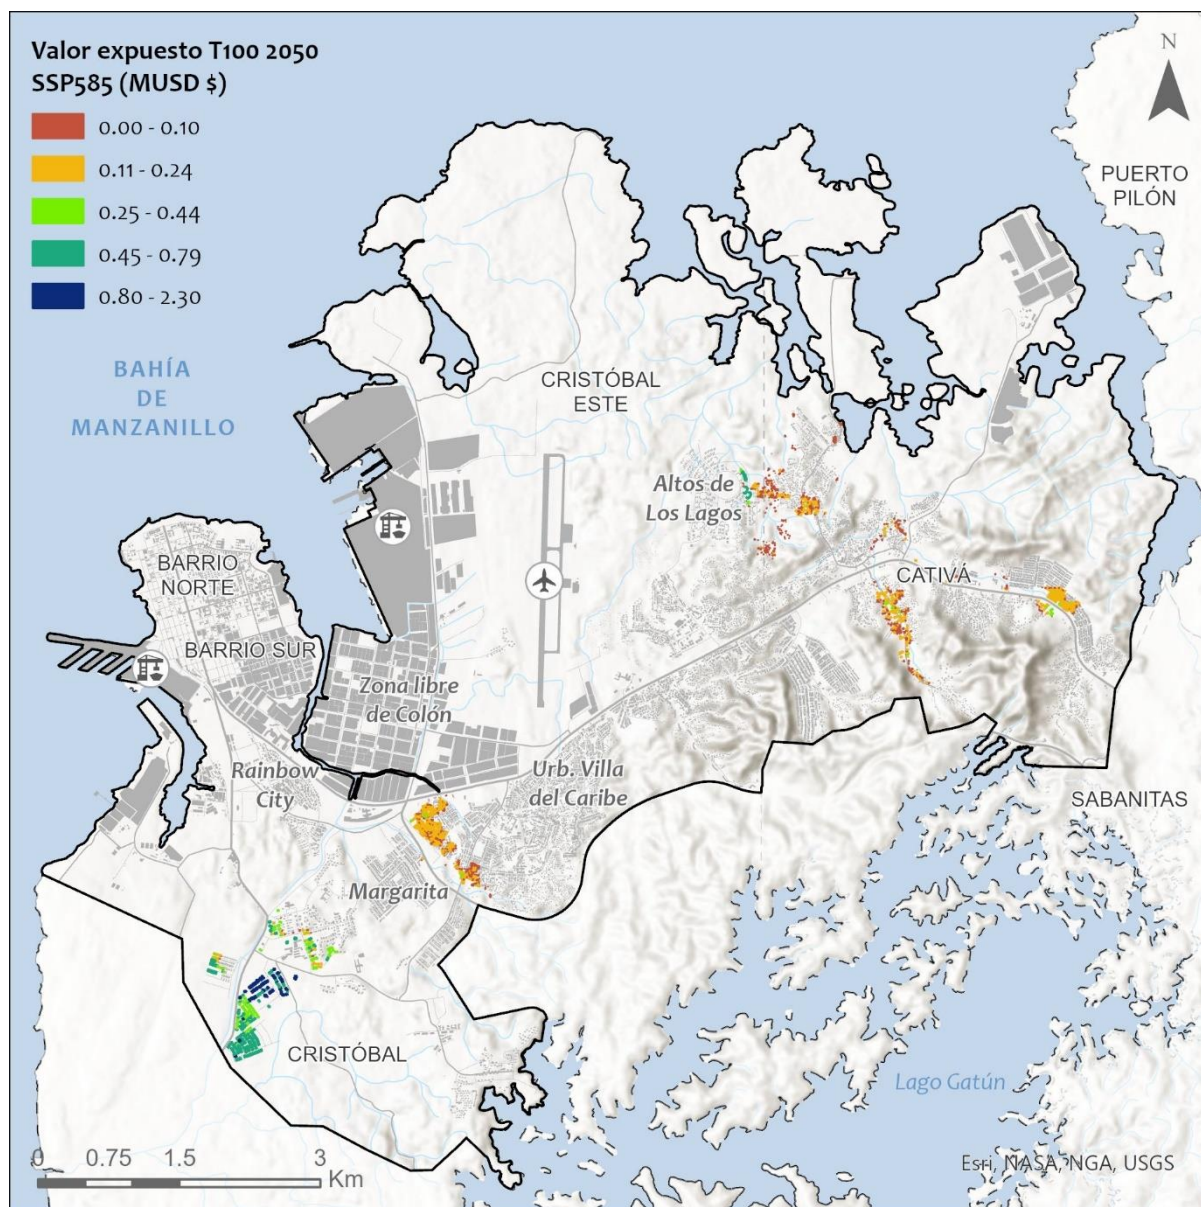 Valor expuesto T100 2050
SSP585 (MUSD $)
0.00 - 0.10
0.11 - 0.24
0.25 - 0.44
0.45 - 0.79
0.80 - 2.30
N
PUERTO
PILÓN
BAHÍA
DE
MANZANILLO
CRISTÓBAL
ESTE
Altos de
Los Lagos
BARRIO
NORTE
CATIVÁ
BARRIO SUR
Zona libre
de Colón
Rainbow
City
Urb. Villa
del Caribe
SABANITAS
Margarita
CRISTÓBAL
Lago Gatún
0 0.75 1.5 3
Km
Esri, NASA, NGA, USGS